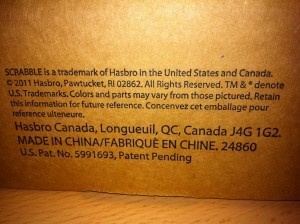 SCRABBLE is a trademark of Hasbro in the United States and Canada.
© 2011 Hasbro, Pawtucket, RI 02862. All Rights Reserved. TM & ® denote
U.S. Trademarks. Colors and parts may vary from those pictured. Retain
this information for future reference. Concervez cet emballage pour
reference ulteneure.
Hasbro Canada, Longueuil, QC, Canada J4G 1G2.
MADE IN CHINA/FABRIQUÉ EN CHINE. 24860
U.S. Pat. No. 5991693, Patent Pending